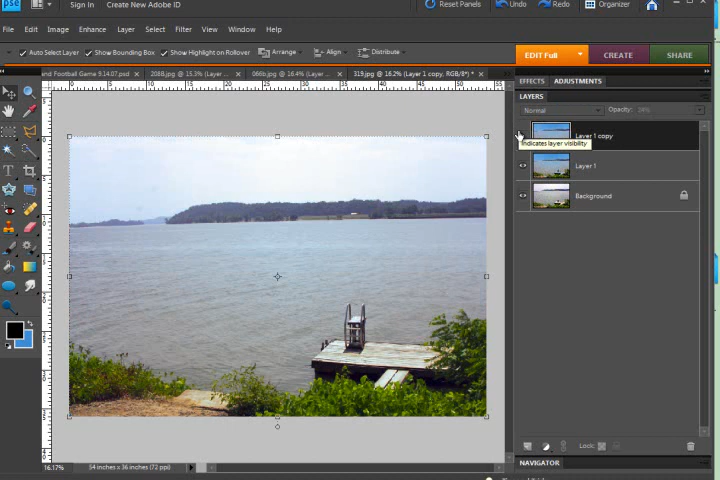 pse Sign In Create New Adobe ID Reset Panels Undo Redo Organizer
File Edit Image Enhance Layer Select Filter View Window Help
Auto Select Layer Show Bounding Box Show Highlight on Rollover Arrange Align Distribute EDIT Full CREATE SHARE
and Football Game 9.14.07.psd 208B.jpg @ 15.3% (Layer ... 066b.jpg @ 16.4% (Layer ... 319.jpg @ 16.2% (Layer 1 copy, RGB/8*) *
EFFECTS ADJUSTMENTS
LAYERS
Normal Opacity:
Layer 1 copy
Indicates layer visibility
Layer 1
Background
Lock:
NAVIGATOR
16.17% 54 inches x 36 inches (72 ppi)